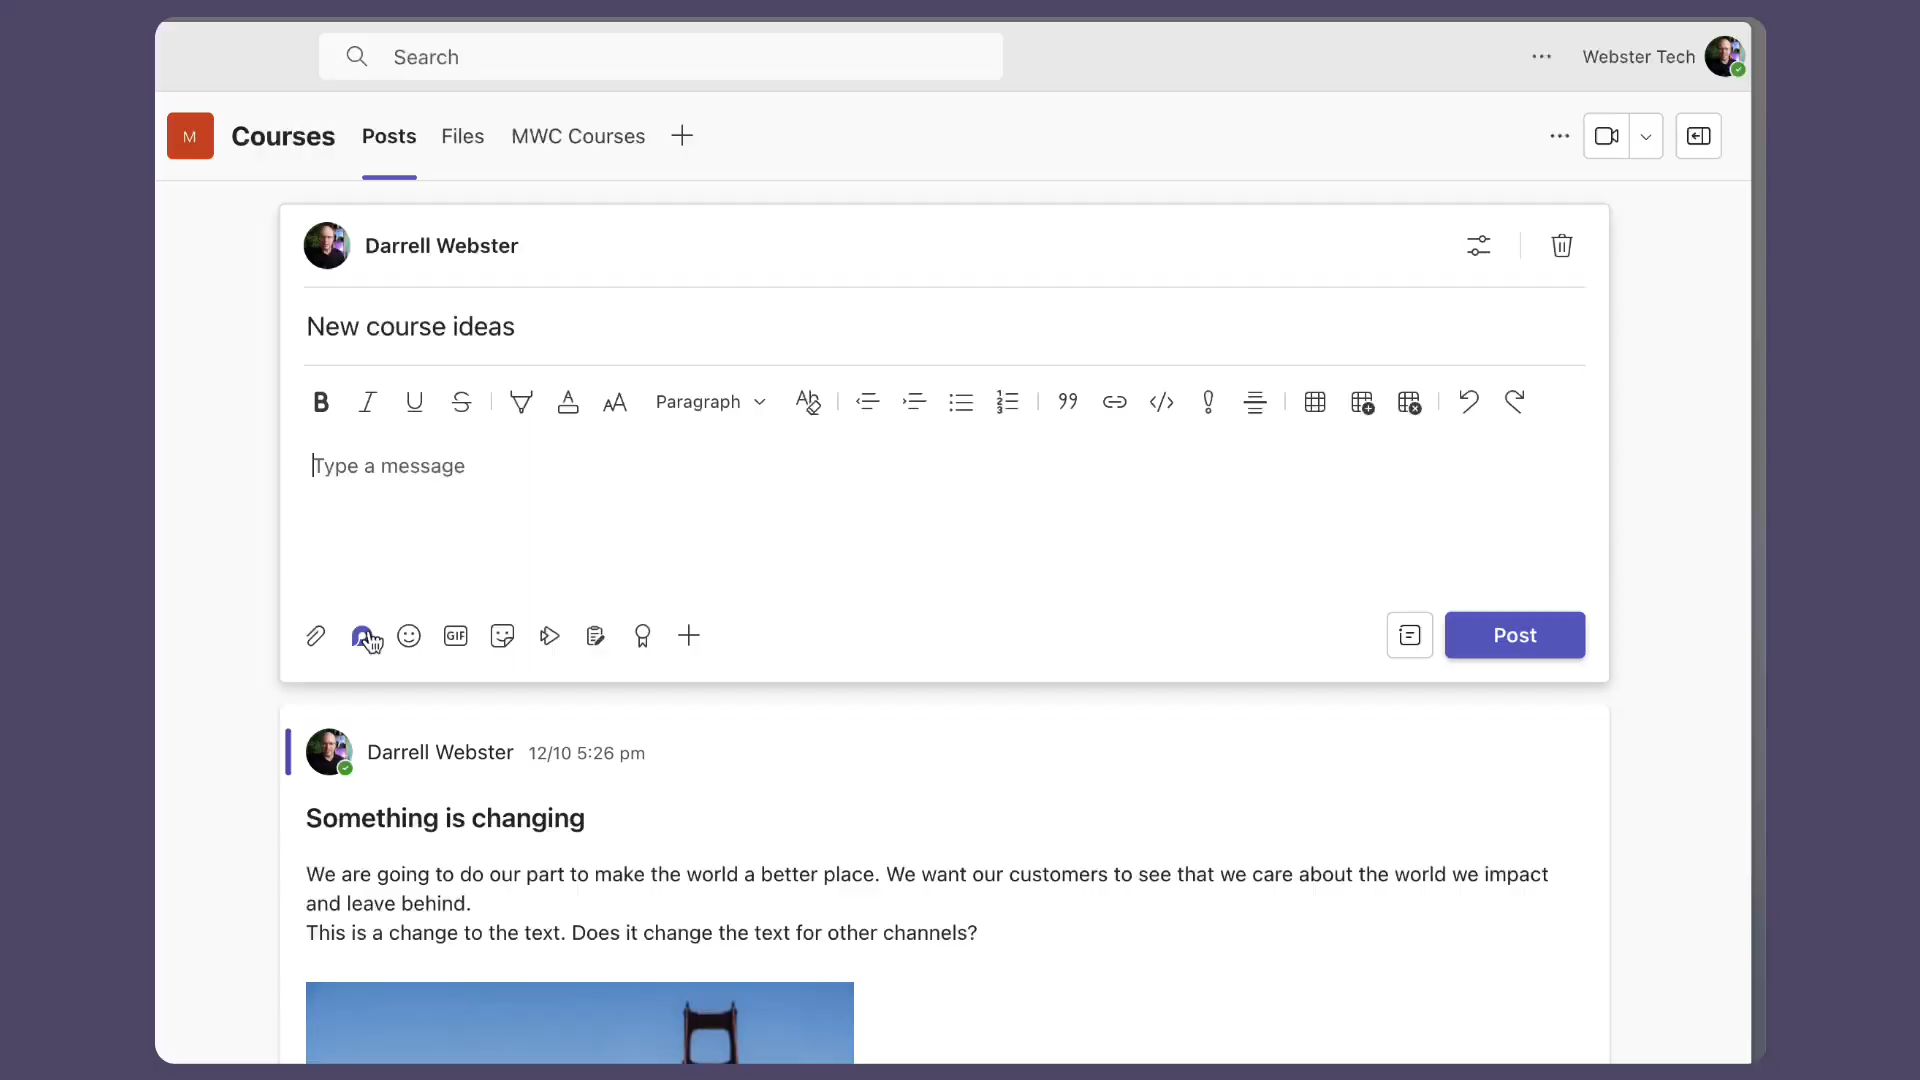 Search
Webster Tech
M
Courses
Posts
Files
MWC Courses
Darrell Webster
New course ideas
Paragraph
Type a message
GIF
Post
Darrell Webster 12/10 5:26 pm
Something is changing
We are going to do our part to make the world a better place. We want our customers to see that we care about the world we impact
and leave behind.
This is a change to the text. Does it change the text for other channels?